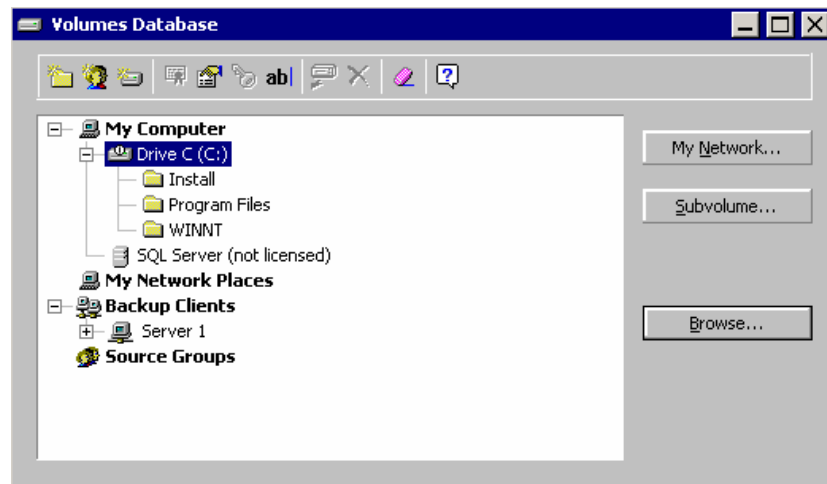 Volumes Database
ab|
My Computer
Drive C (C:)
Install
Program Files
WINNT
SQL Server (not licensed)
My Network Places
Backup Clients
Server 1
Source Groups
My Network...
Subvolume...
Browse...